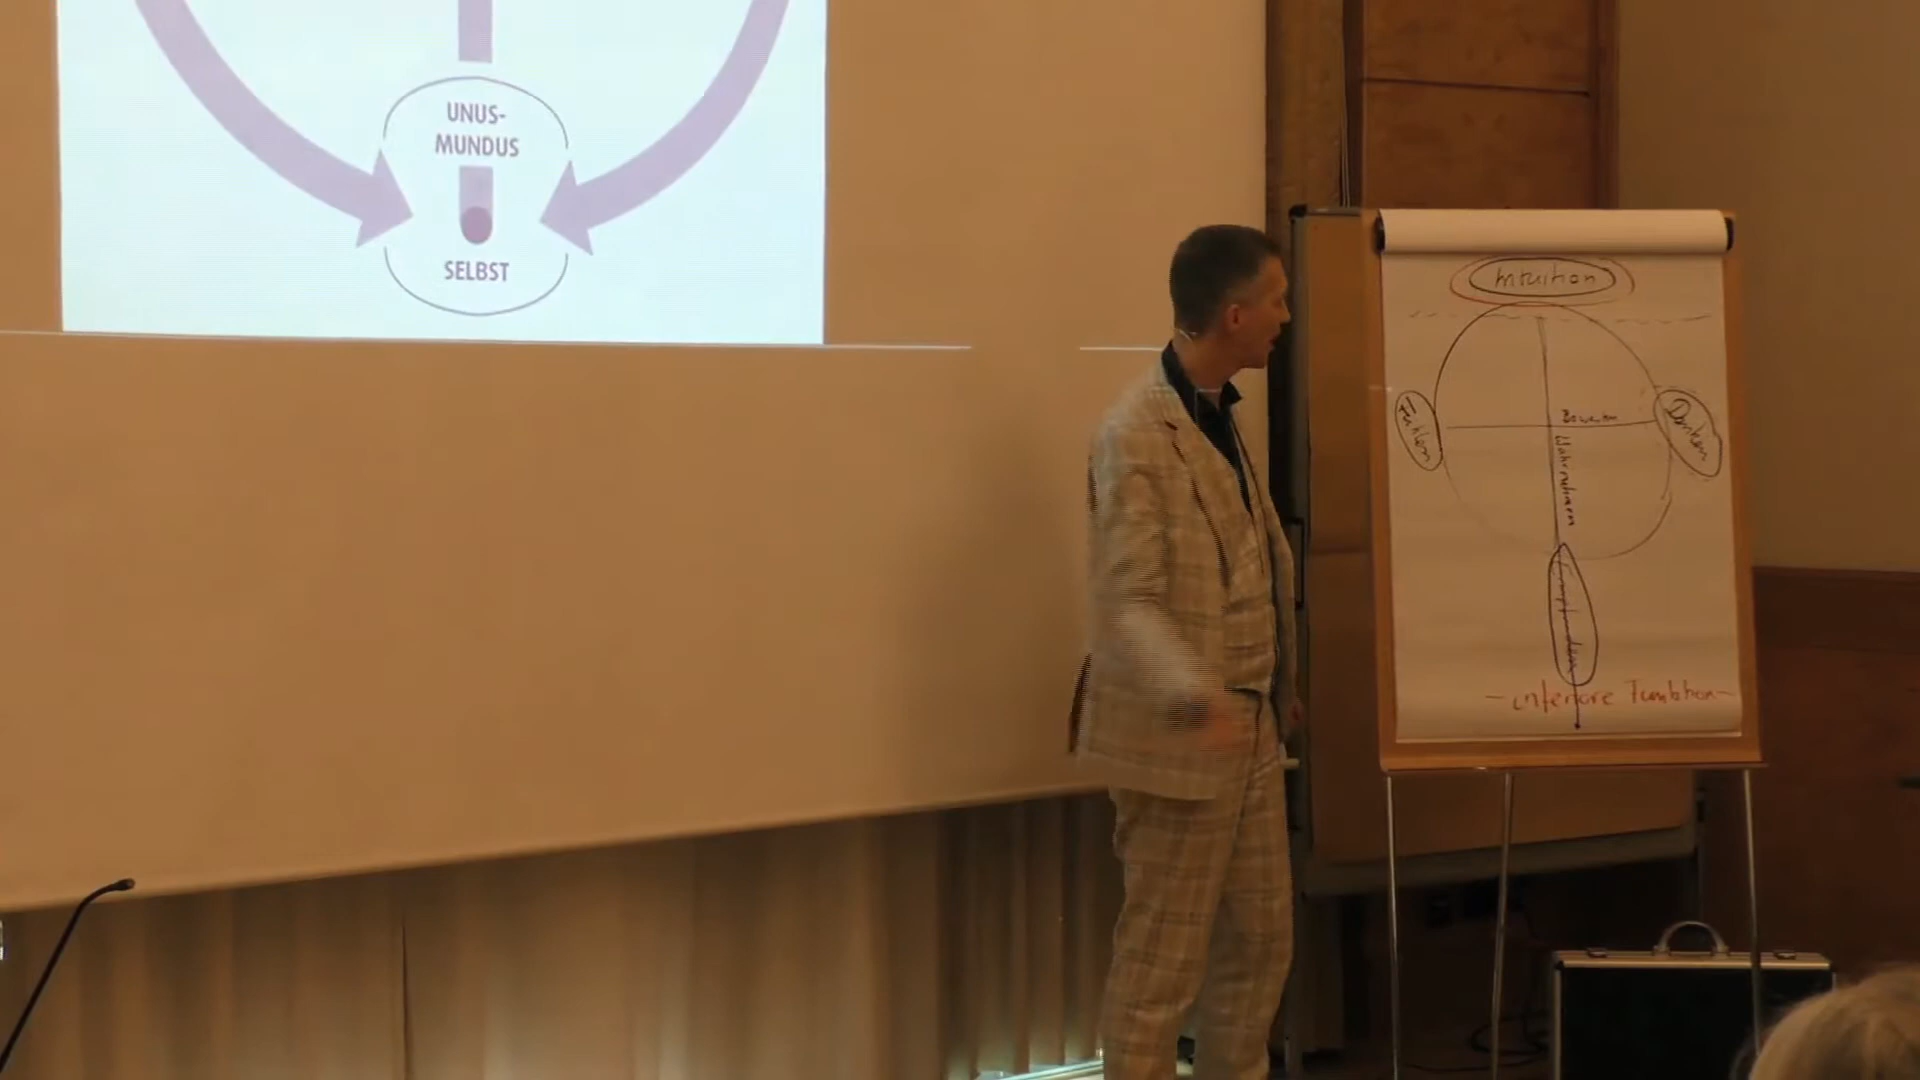 UNUS-
MUNDUS
SELBST
Intuition
Fühlen
Bewerten
Denken
Wahrnehmen
Empfinden
- inferiore Funktion -